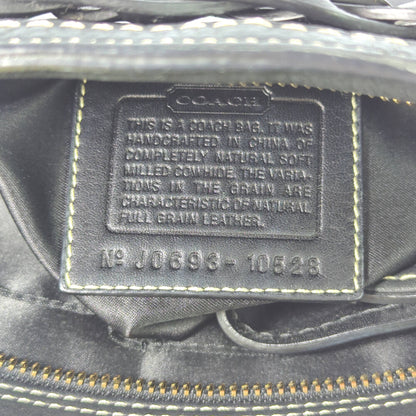 COACH
THIS IS A COACH BAG. IT WAS
HANDCRAFTED IN CHINA OF
COMPLETELY NATURAL SOFT
MILLED COWHIDE. THE VARIA-
TIONS IN THE GRAIN ARE
CHARACTERISTIC OF NATURAL
FULL GRAIN LEATHER.
Nº J0693-10528